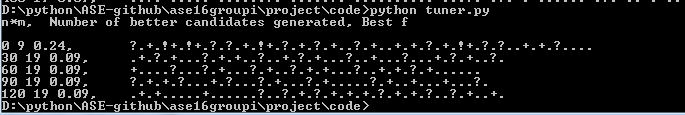 D:\python\ASE-github\ase16groupi\project\code>python tuner.py
n*m,  Number of better candidates generated, Best f
0 9 0.24,     ?.+.!+.!+.?.?.+.!+.?.+.?.+.?.+.?.+.?.+.!+.?.?..+.+.?....
30 19 0.09,    .+.?.+...?..+.?.+..?.+....?.+..?...+...?.+.?..+..?.
60 19 0.09,    +....?...?.+.?.+.+.+..+..?..+..+.?.+......
90 19 0.09,    ?.+.?.+..+.+.?...+..?.+..+.?.+.+.?..+..+...?.
120 19 0.09,    .+.+.....+......?..?.+.?.+.+.+.?.+.+.?.?.+..+.
D:\python\ASE-github\ase16groupi\project\code>